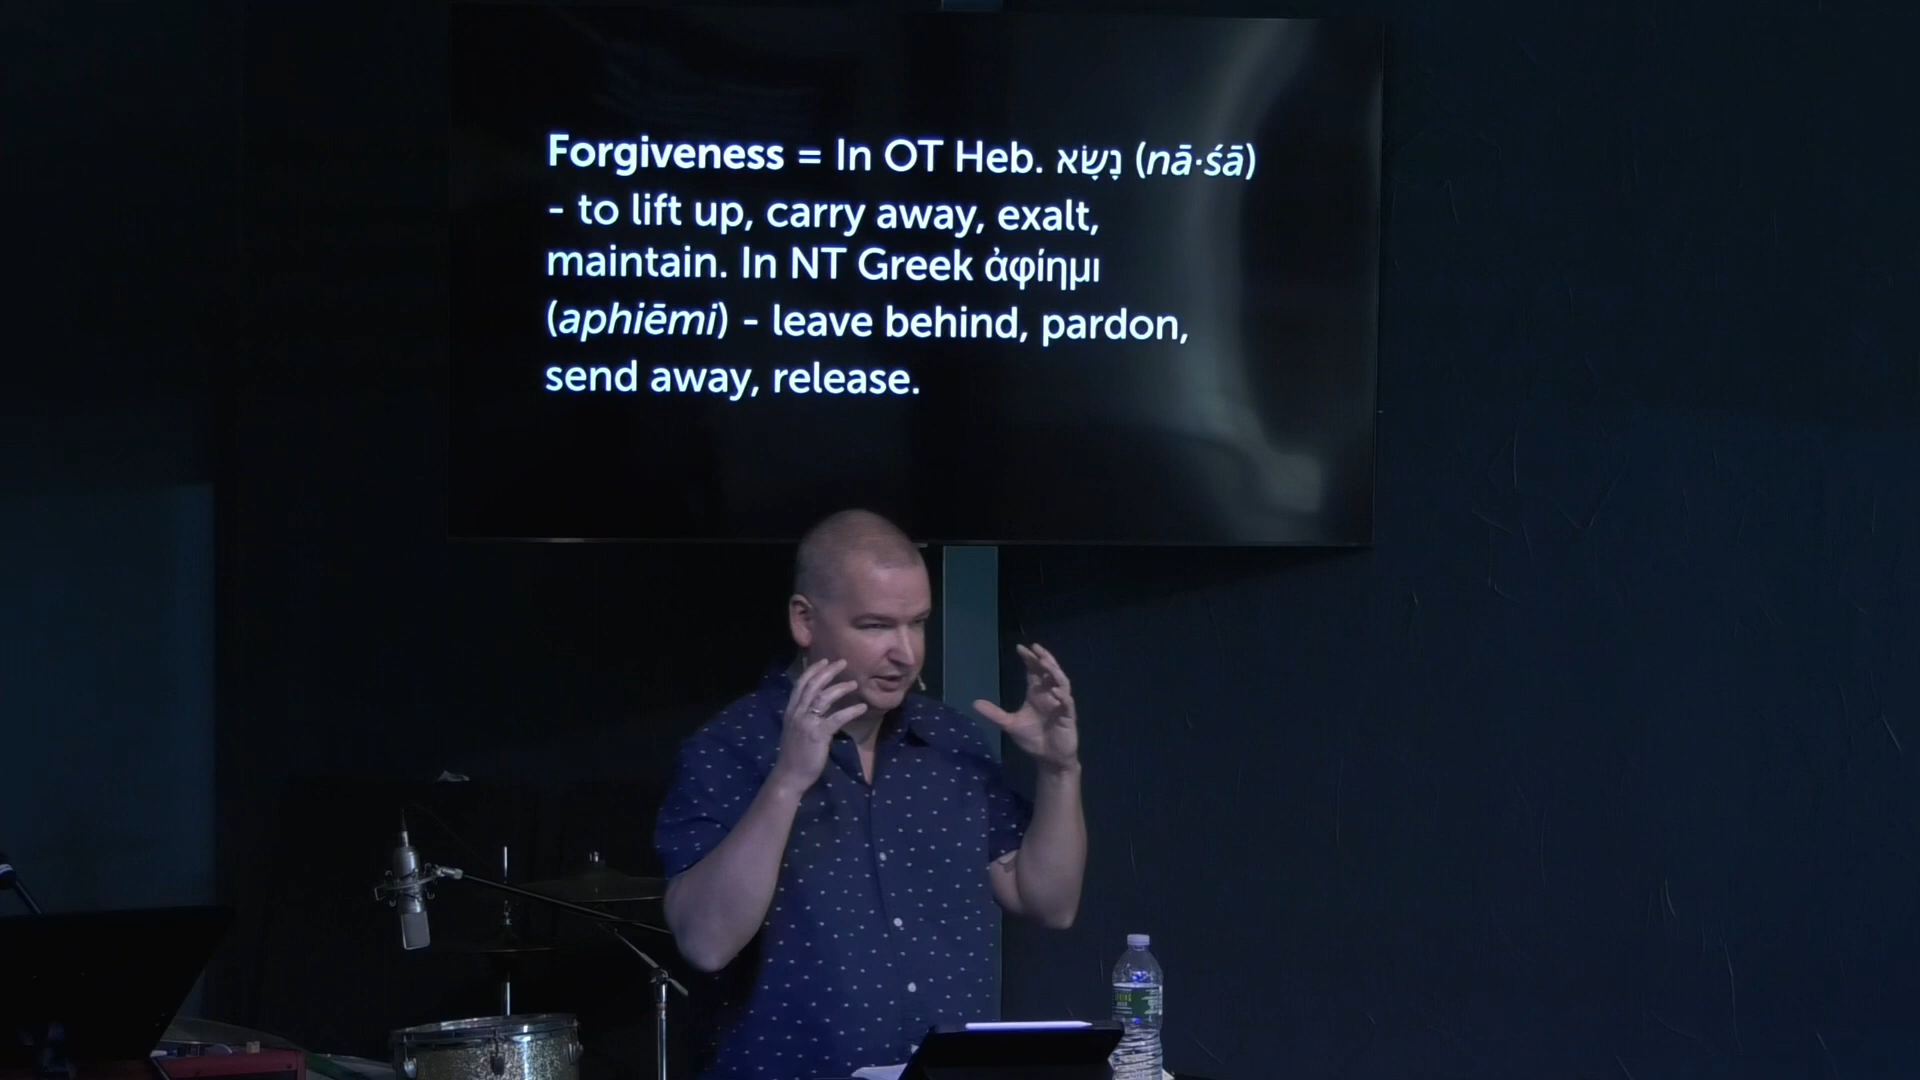 Forgiveness = In OT Heb. נָשָׂא (nā·śā)
- to lift up, carry away, exalt,
maintain. In NT Greek ἀφίημι
(aphiēmi) - leave behind, pardon,
send away, release.